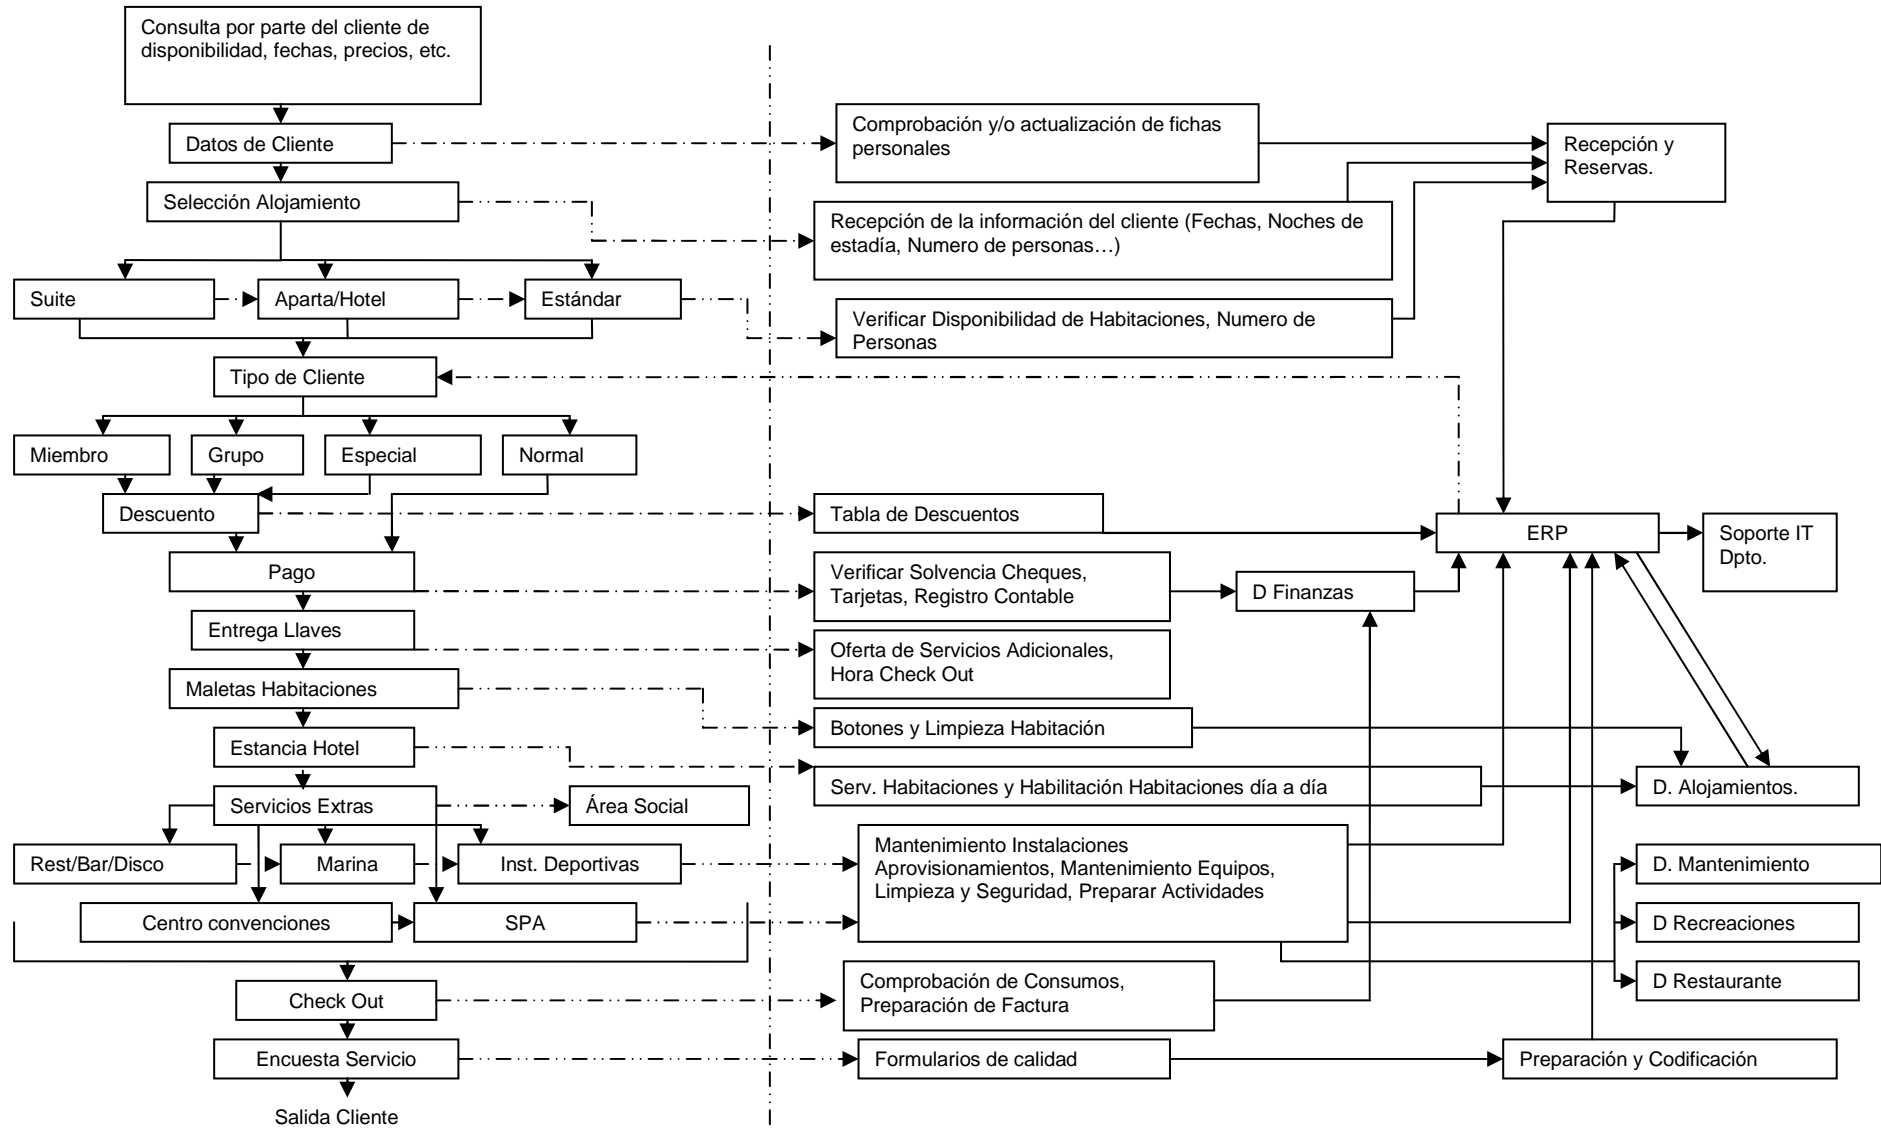 Consulta por parte del cliente de
disponibilidad, fechas, precios, etc.
Datos de Cliente
Comprobación y/o actualización de fichas
personales
Recepción y
Reservas.
Selección Alojamiento
Recepción de la información del cliente (Fechas, Noches de
estadía, Numero de personas…)
Suite
Aparta/Hotel
Estándar
Verificar Disponibilidad de Habitaciones, Numero de
Personas
Tipo de Cliente
Miembro
Grupo
Especial
Normal
Descuento
Tabla de Descuentos
ERP
Soporte IT
Dpto.
Pago
Verificar Solvencia Cheques,
Tarjetas, Registro Contable
D Finanzas
Entrega Llaves
Oferta de Servicios Adicionales,
Hora Check Out
Maletas Habitaciones
Botones y Limpieza Habitación
Estancia Hotel
Serv. Habitaciones y Habilitación Habitaciones día a día
D. Alojamientos.
Servicios Extras
Área Social
Rest/Bar/Disco
Marina
Inst. Deportivas
Mantenimiento Instalaciones
Aprovisionamientos, Mantenimiento Equipos,
Limpieza y Seguridad, Preparar Actividades
D. Mantenimiento
Centro convenciones
SPA
D Recreaciones
D Restaurante
Check Out
Comprobación de Consumos,
Preparación de Factura
Encuesta Servicio
Formularios de calidad
Preparación y Codificación
Salida Cliente